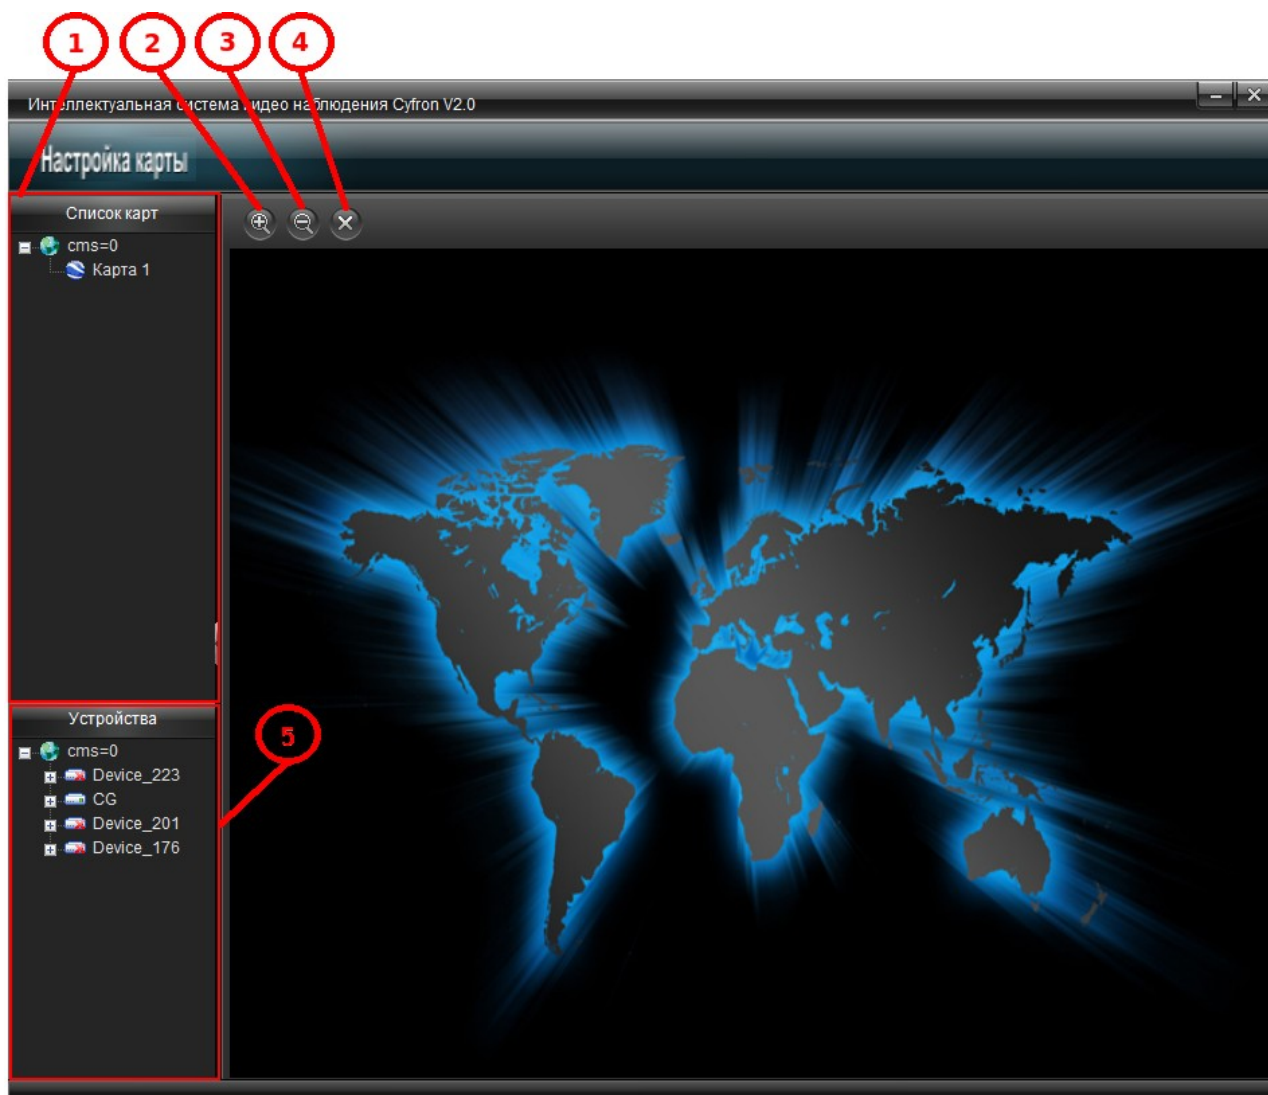 1 2 3 4
Интеллектуальная система видео наблюдения Cyfron V2.0
Настройка карты
Список карт
cms=0
Карта 1
5
Устройства
cms=0
Device_223
CG
Device_201
Device_176